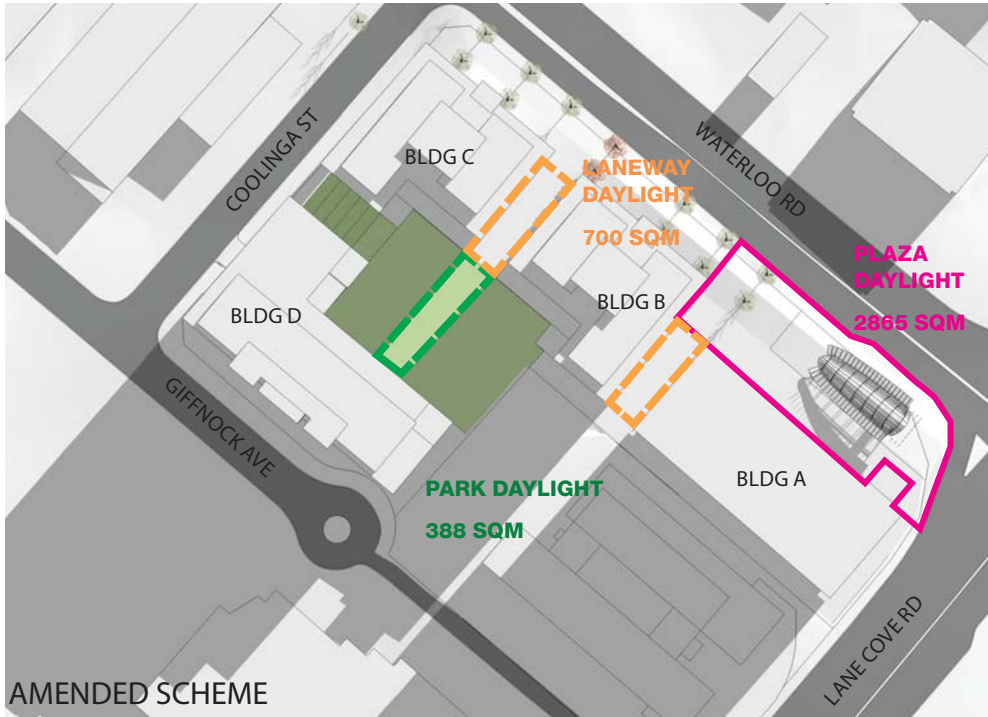 COOLINGA ST
BLDG C
WATERLOO RD
LANEWAY
DAYLIGHT
700 SQM
PLAZA
DAYLIGHT
2865 SQM
BLDG B
BLDG D
GIFFNOCK AVE
BLDG A
PARK DAYLIGHT
388 SQM
LANE COVE RD
AMENDED SCHEME